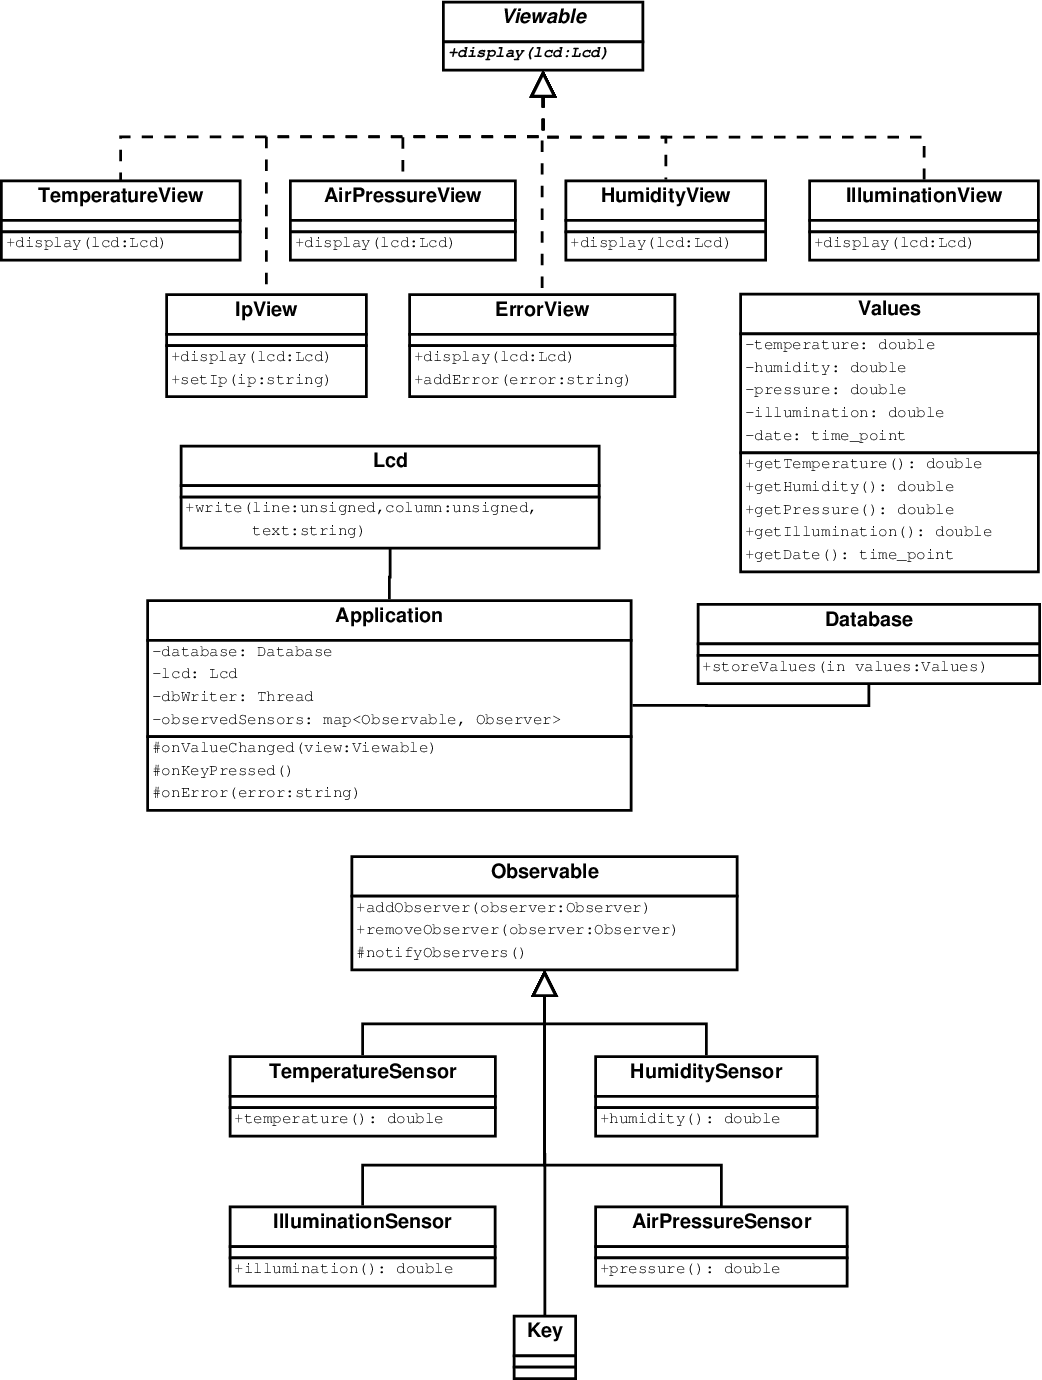 Viewable
+display(lcd:Lcd)
TemperatureView
+display(lcd:Lcd)
AirPressureView
+display(lcd:Lcd)
HumidityView
+display(lcd:Lcd)
IlluminationView
+display(lcd:Lcd)
IpView
+display(lcd:Lcd)
+setIp(ip:string)
ErrorView
+display(lcd:Lcd)
+addError(error:string)
Values
-temperature: double
-humidity: double
-pressure: double
-illumination: double
-date: time_point
+getTemperature(): double
+getHumidity(): double
+getPressure(): double
+getIllumination(): double
+getDate(): time_point
Lcd
+write(line:unsigned,column:unsigned,
text:string)
Application
-database: Database
-lcd: Lcd
-dbWriter: Thread
-observedSensors: map<Observable, Observer>
#onValueChanged(view:Viewable)
#onKeyPressed()
#onError(error:string)
Database
+storeValues(in values:Values)
Observable
+addObserver(observer:Observer)
+removeObserver(observer:Observer)
#notifyObservers()
TemperatureSensor
+temperature(): double
HumiditySensor
+humidity(): double
IlluminationSensor
+illumination(): double
AirPressureSensor
+pressure(): double
Key